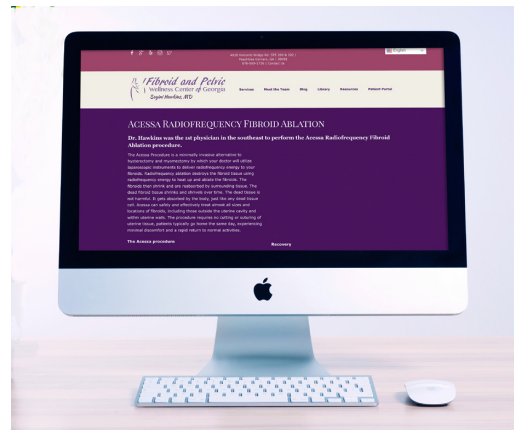 English
Peachtree Corners, GA | 30092
Fibroid and Pelvic
Wellness Center of Georgia
Soyini Hawkins, MD
Services Meet the Team Blog Library Resources Patient Portal
ACESSA RADIOFREQUENCY FIBROID ABLATION
Dr. Hawkins was the 1st physician in the southeast to perform the Acessa Radiofrequency Fibroid
Ablation procedure.
The Acessa Procedure is a minimally invasive alternative to
hysterectomy and myomectomy by which your doctor will utilize
laparoscopic instruments to deliver radiofrequency energy to your
fibroids. Radiofrequency ablation destroys the fibroid tissue using
radiofrequency energy to heat up and ablate the fibroids. The
fibroids then shrink and are reabsorbed by surrounding tissue. The
dead fibroid tissue shrinks and shrivels over time. The dead tissue is
not harmful. It gets absorbed by the body, just like any dead tissue
cell. Acessa can safely and effectively treat almost all sizes and
locations of fibroids, including those outside the uterine cavity and
within uterine walls. The procedure requires no cutting or suturing of
uterine tissue, patients typically go home the same day, experiencing
minimal discomfort and a rapid return to normal activities.
The Acessa procedure
Recovery